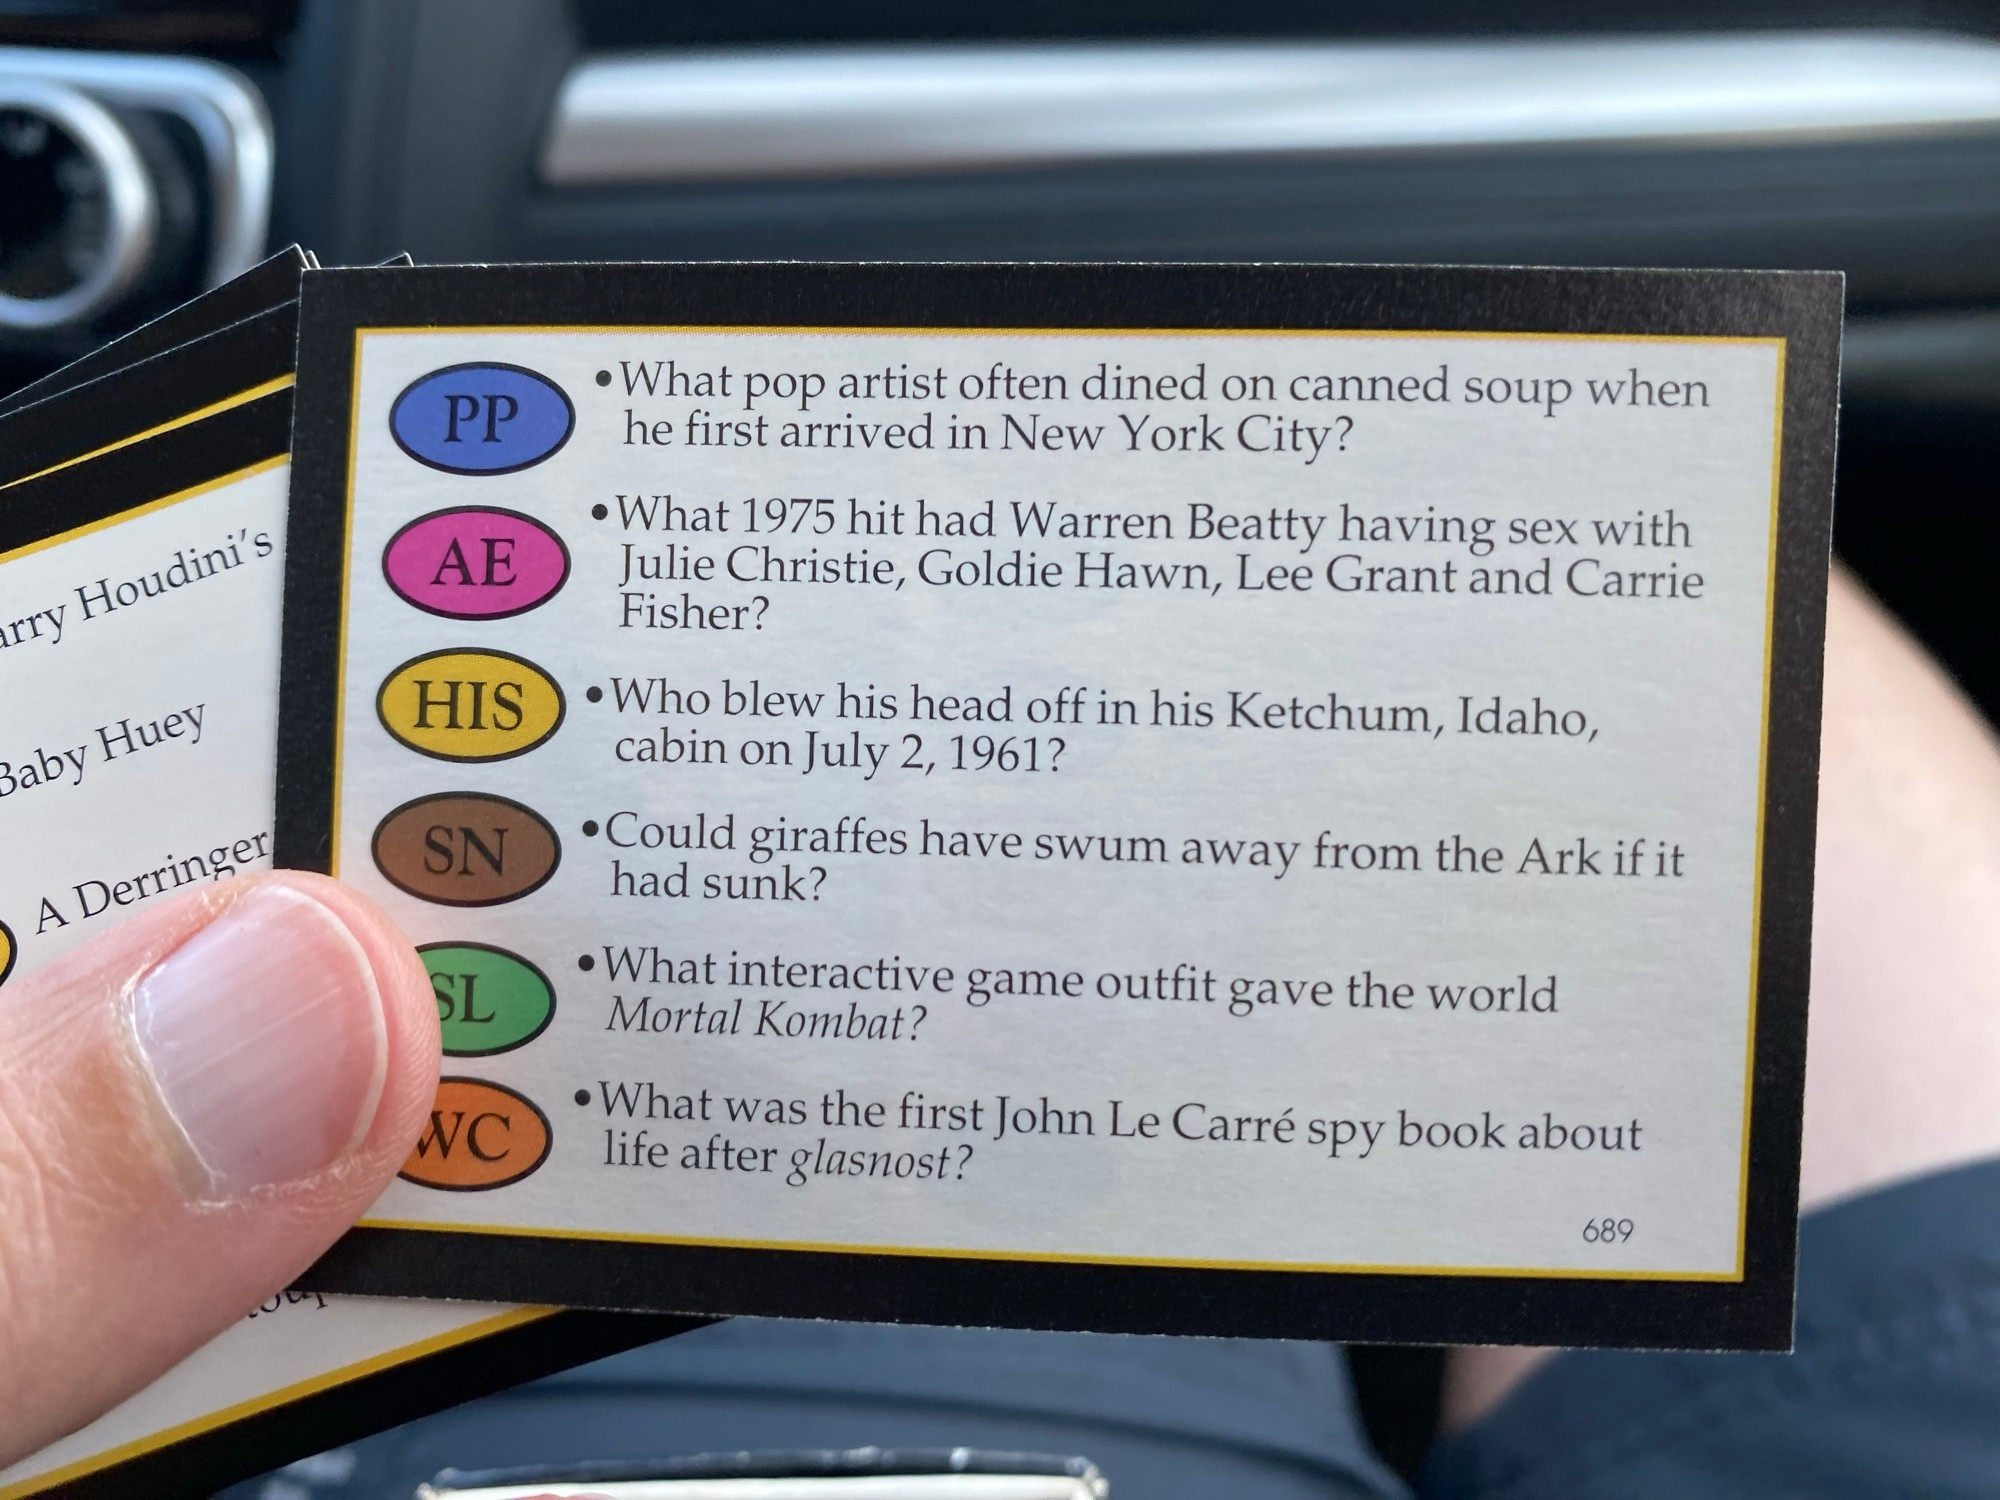 PP
•What pop artist often dined on canned soup when
he first arrived in New York City?
AE
•What 1975 hit had Warren Beatty having sex with
Julie Christie, Goldie Hawn, Lee Grant and Carrie
Fisher?
HIS
•Who blew his head off in his Ketchum, Idaho,
cabin on July 2, 1961?
SN
•Could giraffes have swum away from the Ark if it
had sunk?
SL
•What interactive game outfit gave the world
Mortal Kombat?
WC
•What was the first John Le Carré spy book about
life after glasnost?
689
Houdini's
Baby Huey
A Derringer